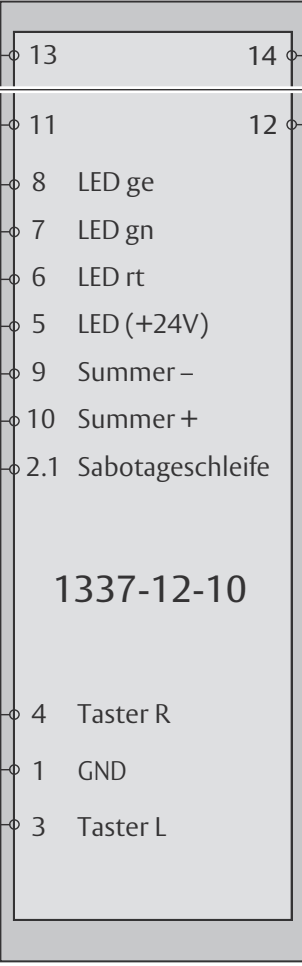 13 14
11 12
8 LED ge
7 LED gn
6 LED rt
5 LED (+24V)
9 Summer –
10 Summer +
2.1 Sabotageschleife
1337-12-10
4 Taster R
1 GND
3 Taster L